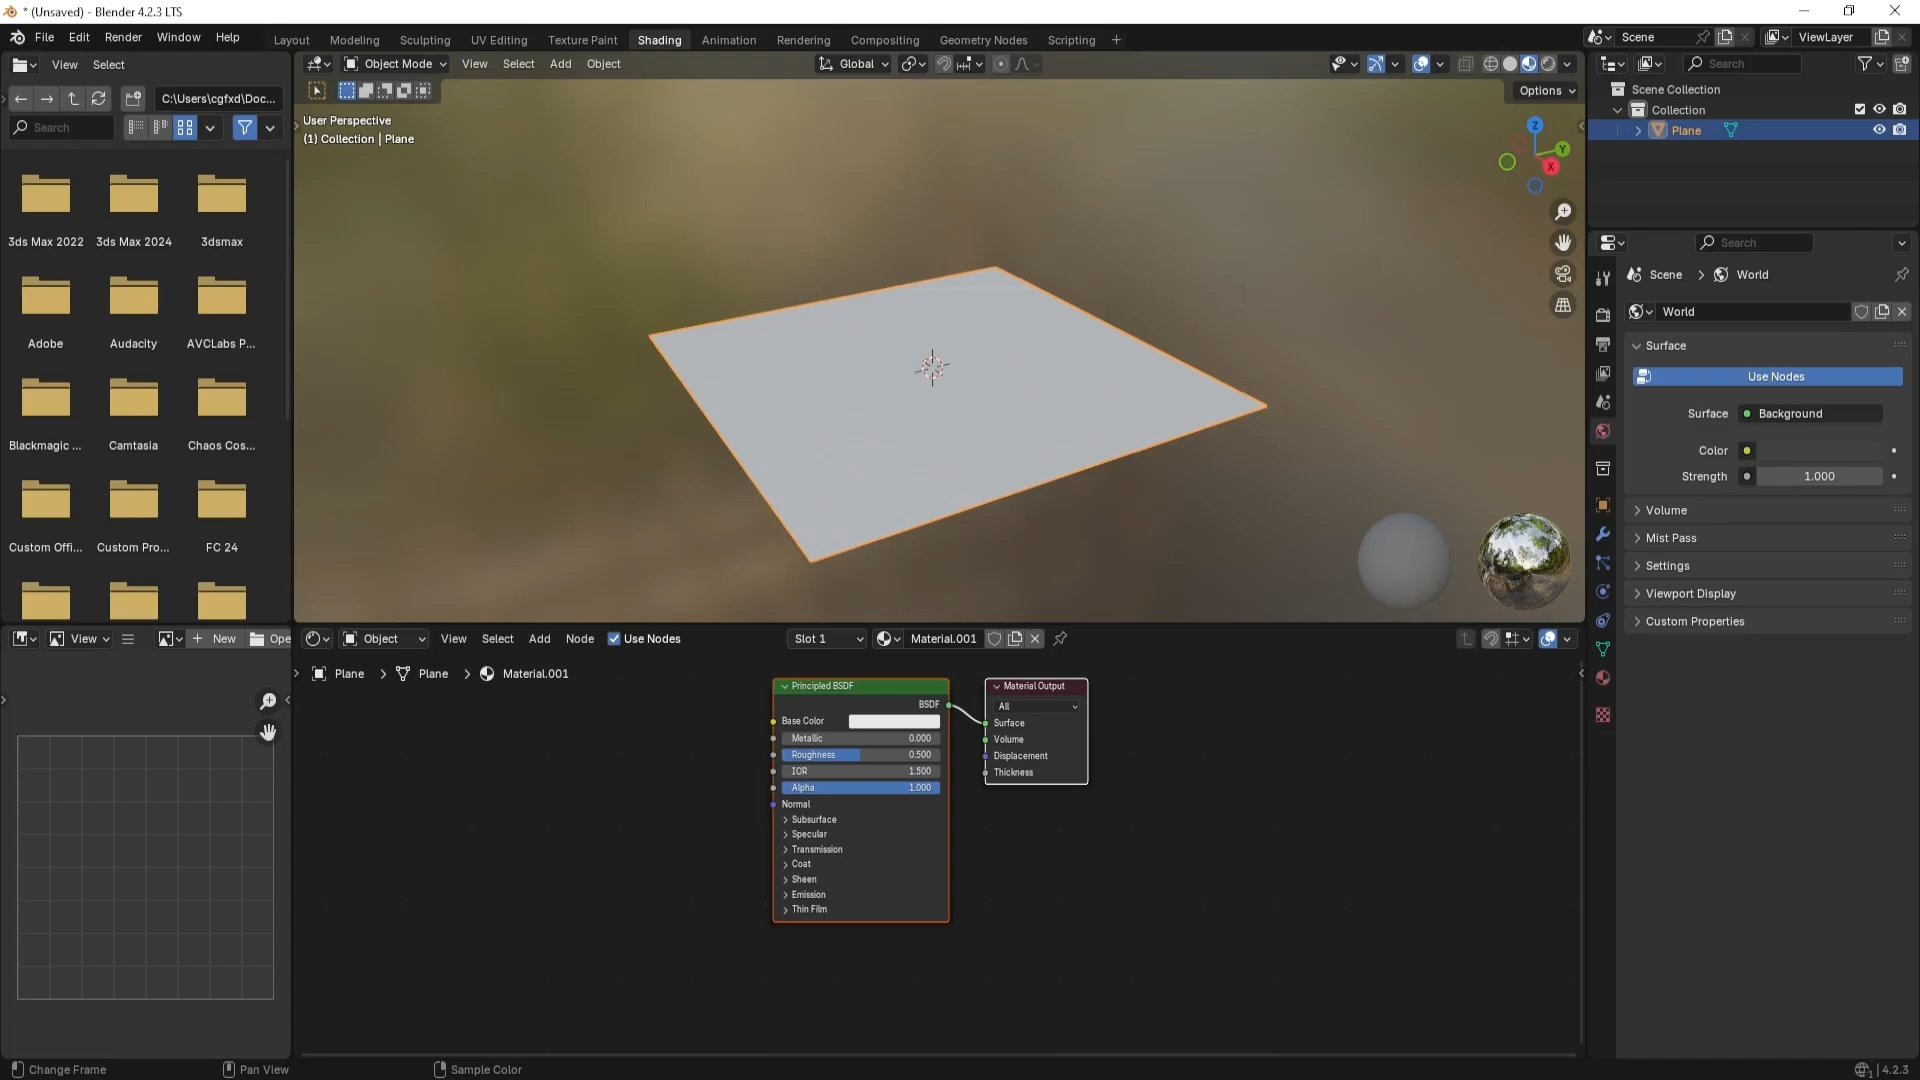 * (Unsaved) - Blender 4.2.3 LTS
File Edit Render Window Help
Layout Modeling Sculpting UV Editing Texture Paint Shading Animation Rendering Compositing Geometry Nodes Scripting +
Scene
ViewLayer
View Select
Object Mode View Select Add Object
Global
Search
C:\Users\cgfxd\Doc...
Search
Options
User Perspective
(1) Collection | Plane
Z
Y
X
3ds Max 2022 3ds Max 2024 3dsmax
Adobe Audacity AVCLabs P...
Blackmagic ... Camtasia Chaos Cos...
Custom Offi... Custom Pro... FC 24
Scene Collection
Collection
Plane
Search
Scene > World
World
Surface
Use Nodes
Surface Background
Color
Strength 1.000
Volume
Mist Pass
Settings
Viewport Display
Custom Properties
View + New Ope
Object View Select Add Node Use Nodes Slot 1 Material.001
Plane > Plane > Material.001
Principled BSDF
BSDF
Base Color
Metallic 0.000
Roughness 0.500
IOR 1.500
Alpha 1.000
Normal
Subsurface
Specular
Transmission
Coat
Sheen
Emission
Thin Film
Material Output
All
Surface
Volume
Displacement
Thickness
Change Frame Pan View Sample Color
4.2.3